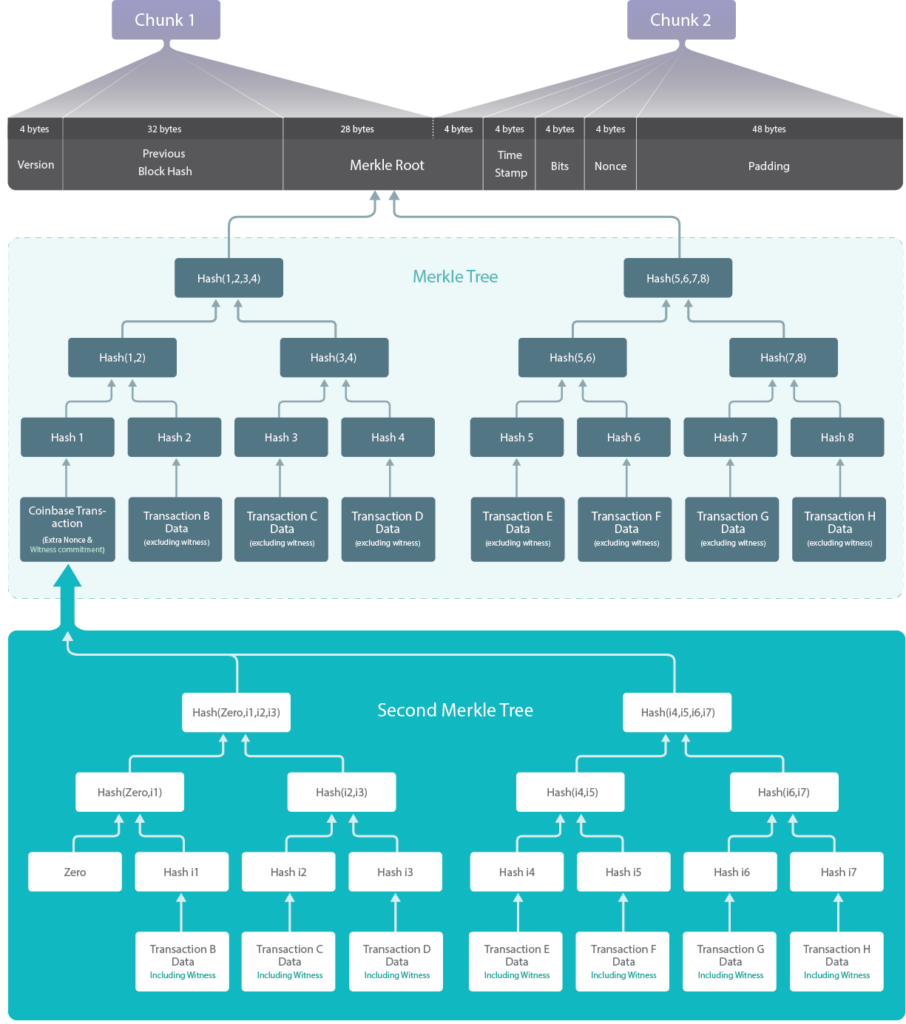 Chunk 1
Chunk 2
4 bytes
32 bytes
28 bytes
4 bytes
4 bytes
4 bytes
4 bytes
48 bytes
Version
Previous
Block Hash
Merkle Root
Time
Stamp
Bits
Nonce
Padding
Merkle Tree
Hash(1,2,3,4)
Hash(5,6,7,8)
Hash(1,2)
Hash(3,4)
Hash(5,6)
Hash(7,8)
Hash 1
Hash 2
Hash 3
Hash 4
Hash 5
Hash 6
Hash 7
Hash 8
Coinbase Trans-
action
(Extra Nonce &
Witness commitment)
Transaction B
Data
(excluding witness)
Transaction C
Data
(excluding witness)
Transaction D
Data
(excluding witness)
Transaction E
Data
(excluding witness)
Transaction F
Data
(excluding witness)
Transaction G
Data
(excluding witness)
Transaction H
Data
(excluding witness)
Second Merkle Tree
Hash(Zero,i1,i2,i3)
Hash(i4,i5,i6,i7)
Hash(Zero,i1)
Hash(i2,i3)
Hash(i4,i5)
Hash(i6,i7)
Zero
Hash i1
Hash i2
Hash i3
Hash i4
Hash i5
Hash i6
Hash i7
Transaction B
Data
Including Witness
Transaction C
Data
Including Witness
Transaction D
Data
Including Witness
Transaction E
Data
Including Witness
Transaction F
Data
Including Witness
Transaction G
Data
Including Witness
Transaction H
Data
Including Witness